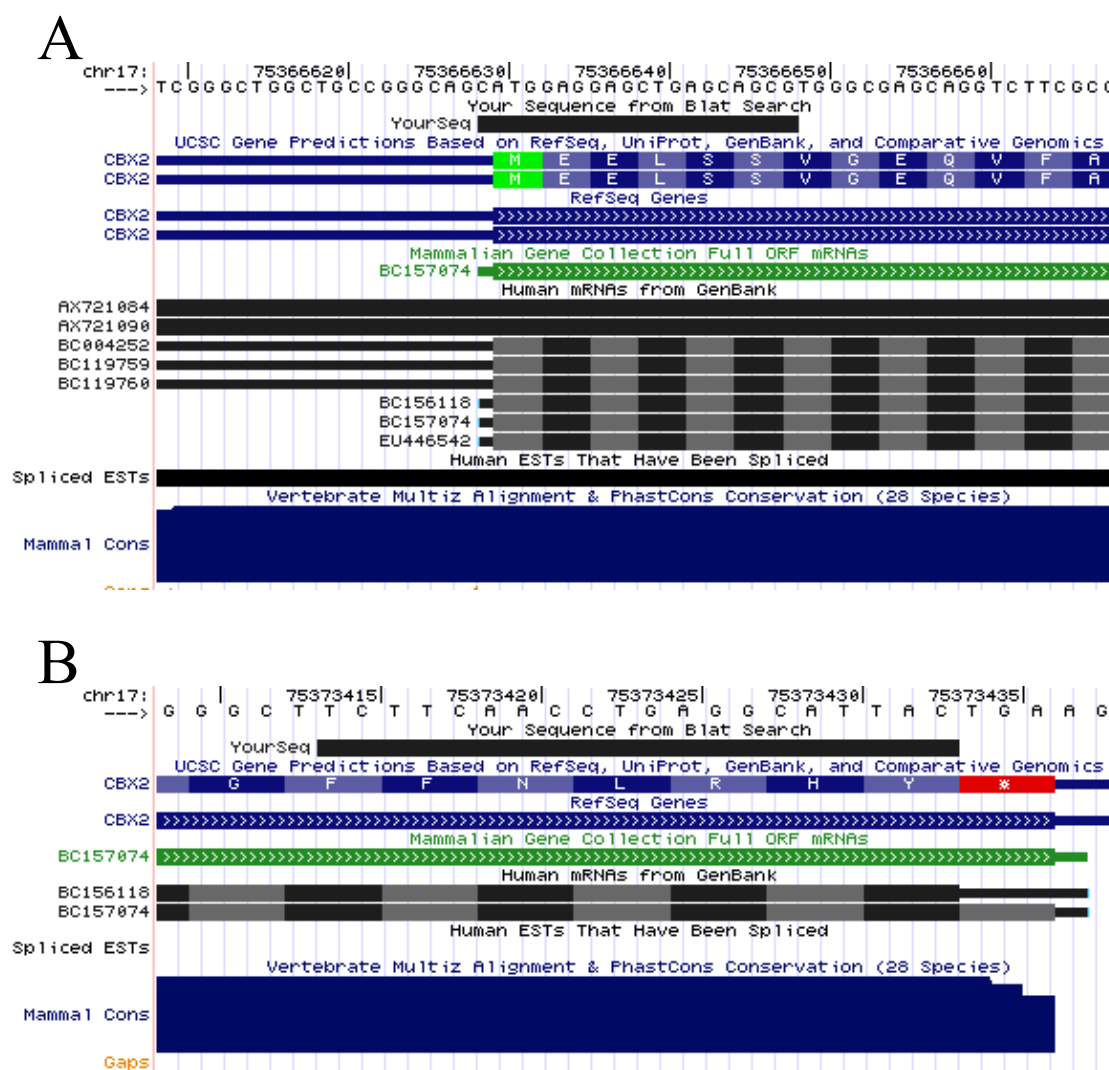 A
chr17: | 75366620| 75366630| 75366640| 75366650| 75366660|
---> TCGGGCTGGCTGCCGGGCAGCATGGAGGAGCTGAGCAGCGTGGGCGAGCAGGTCTTCGCC
Your Sequence from Blat Search
YourSeq
UCSC Gene Predictions Based on RefSeq, UniProt, GenBank, and Comparative Genomics
CBX2 M E E L S S V G E Q V F A
CBX2 M E E L S S V G E Q V F A
RefSeq Genes
CBX2
CBX2
Mammalian Gene Collection Full ORF mRNAs
BC157074
Human mRNAs from GenBank
AX721084
AX721090
BC004252
BC119759
BC119760
BC156118
BC157074
EU446542
Human ESTs That Have Been Spliced
Spliced ESTs
Vertebrate Multiz Alignment & PhastCons Conservation (28 Species)
Mammal Cons
B
chr17: | 75373415| 75373420| 75373425| 75373430| 75373435|
---> G G G C T T C T T C A A C C T G A G G C A T T A C T G A A G
Your Sequence from Blat Search
YourSeq
UCSC Gene Predictions Based on RefSeq, UniProt, GenBank, and Comparative Genomics
CBX2 G F F N L R H Y *
RefSeq Genes
CBX2
Mammalian Gene Collection Full ORF mRNAs
BC157074
Human mRNAs from GenBank
BC156118
BC157074
Human ESTs That Have Been Spliced
Spliced ESTs
Vertebrate Multiz Alignment & PhastCons Conservation (28 Species)
Mammal Cons
Gaps